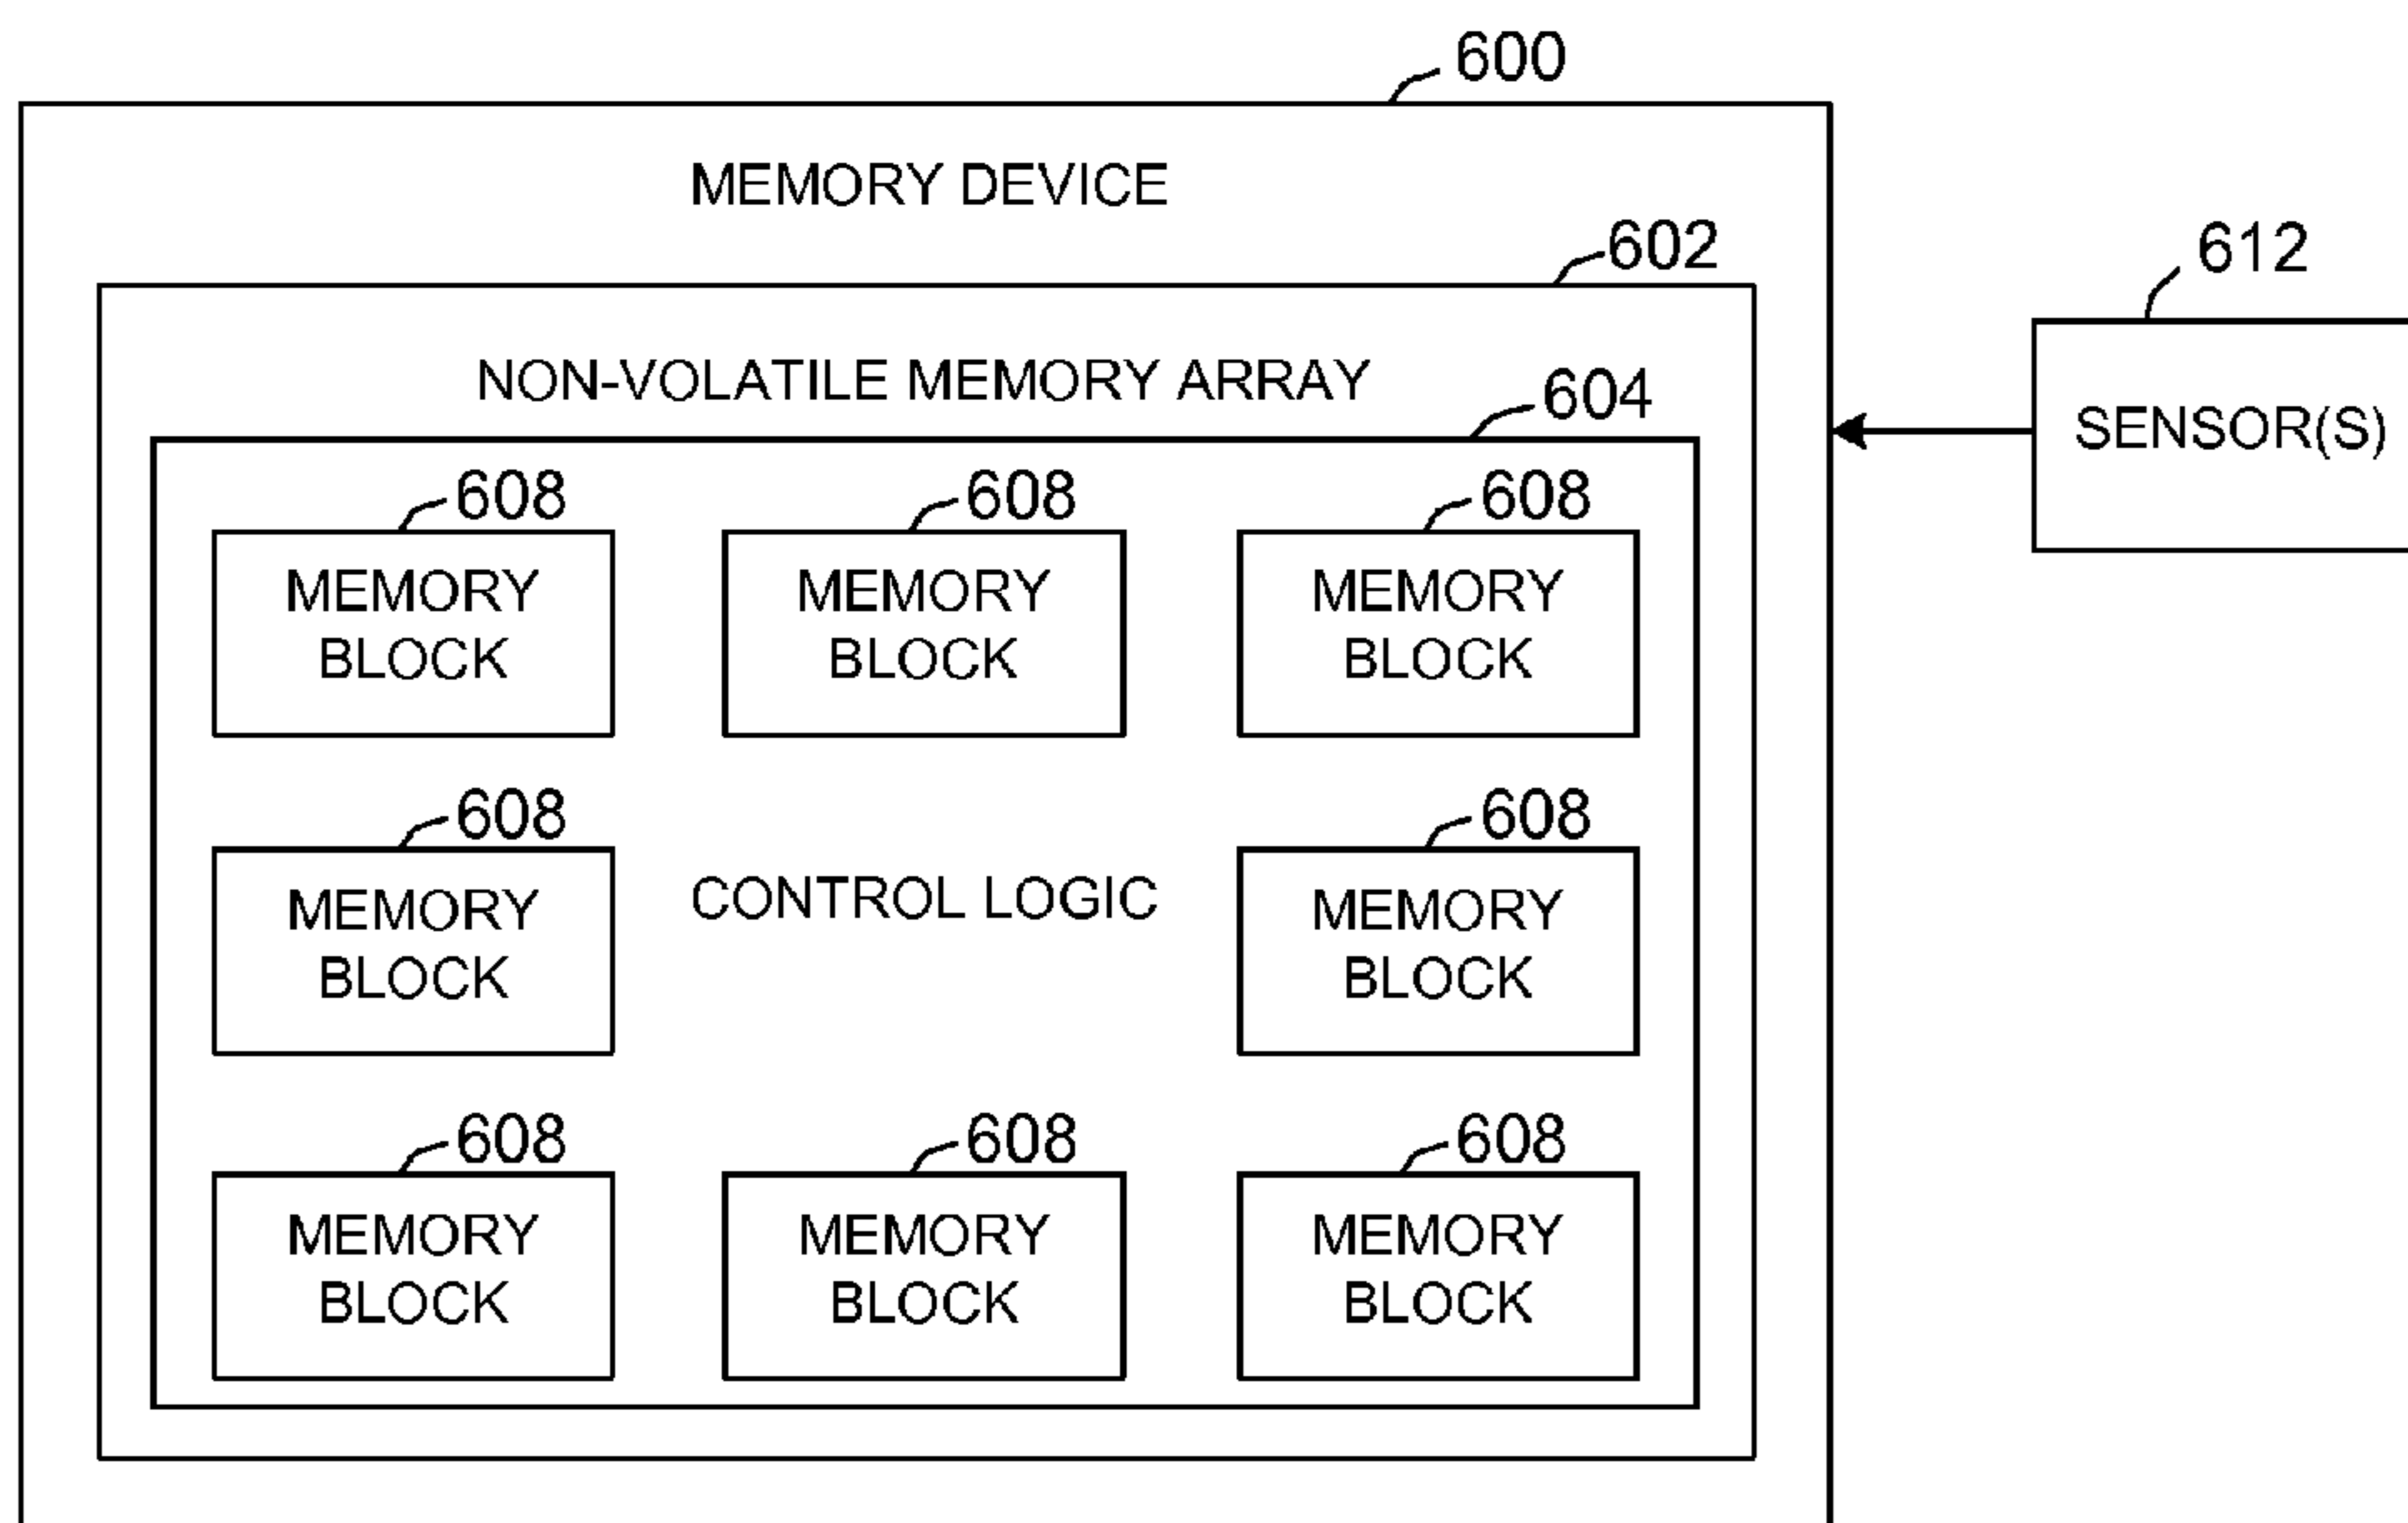 600
MEMORY DEVICE
602
612
NON-VOLATILE MEMORY ARRAY
604
SENSOR(S)
608 608 608
MEMORY BLOCK
MEMORY BLOCK
MEMORY BLOCK
608 608
MEMORY BLOCK
CONTROL LOGIC
MEMORY BLOCK
608 608 608
MEMORY BLOCK
MEMORY BLOCK
MEMORY BLOCK